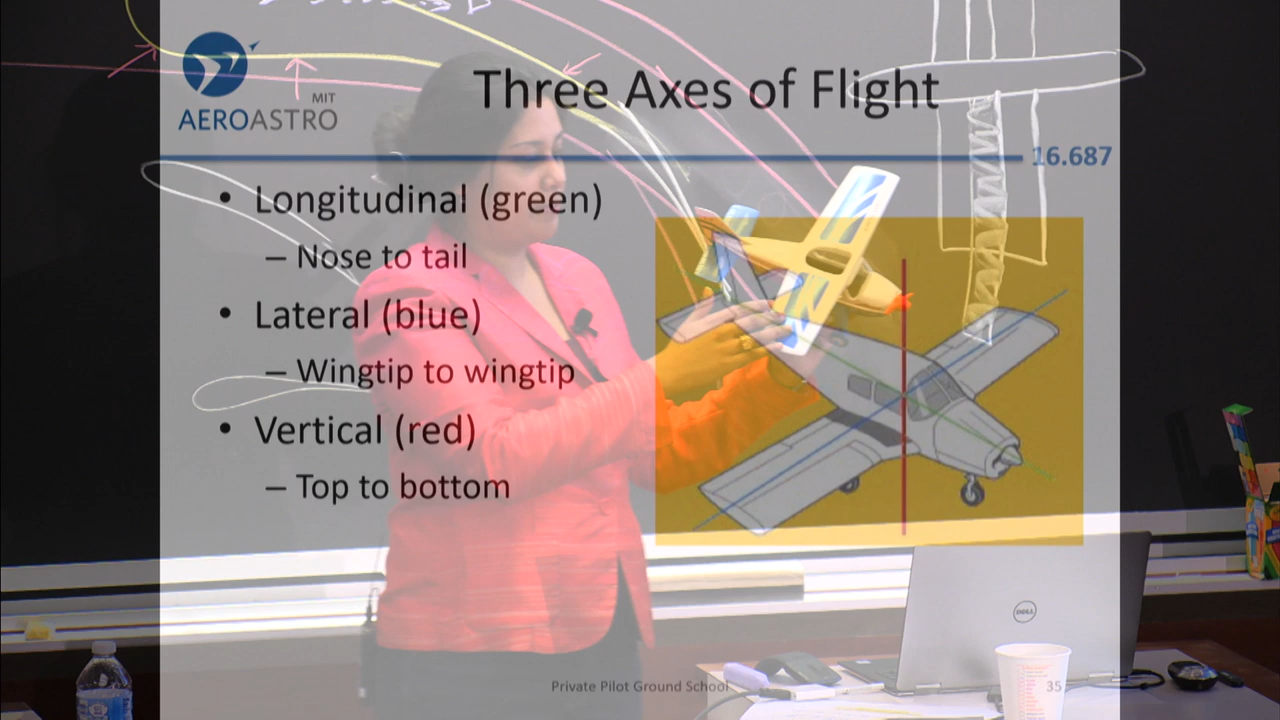 Three Axes of Flight
MIT
AEROASTRO
16.687
• Longitudinal (green)
– Nose to tail
• Lateral (blue)
– Wingtip to wingtip
• Vertical (red)
– Top to bottom
DELL
Private Pilot Ground School
35